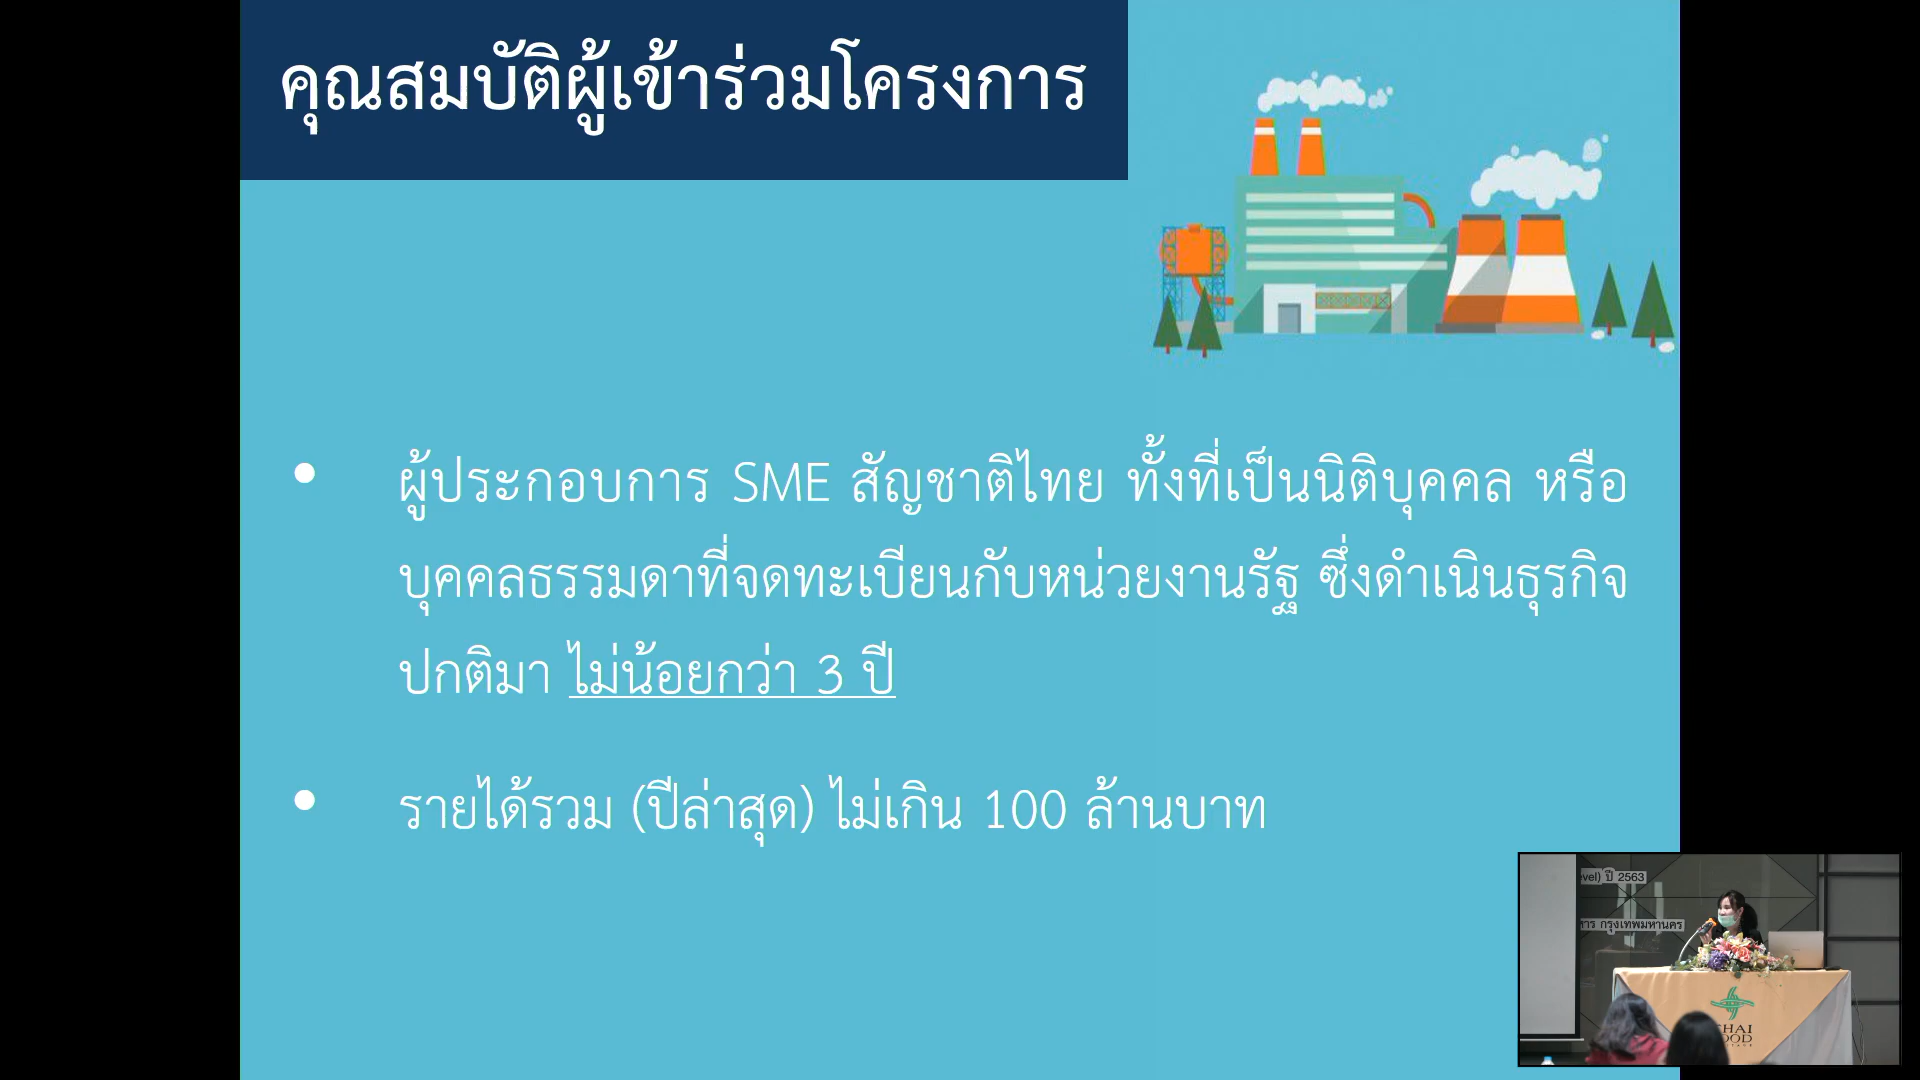 คุณสมบัติผู้เข้าร่วมโครงการ
• ผู้ประกอบการ SME สัญชาติไทย ทั้งที่เป็นนิติบุคคล หรือ
บุคคลธรรมดาที่จดทะเบียนกับหน่วยงานรัฐ ซึ่งดำเนินธุรกิจ
ปกติมา ไม่น้อยกว่า 3 ปี
• รายได้รวม (ปีล่าสุด) ไม่เกิน 100 ล้านบาท
vel) ปี 2563
กรุงเทพมหานคร